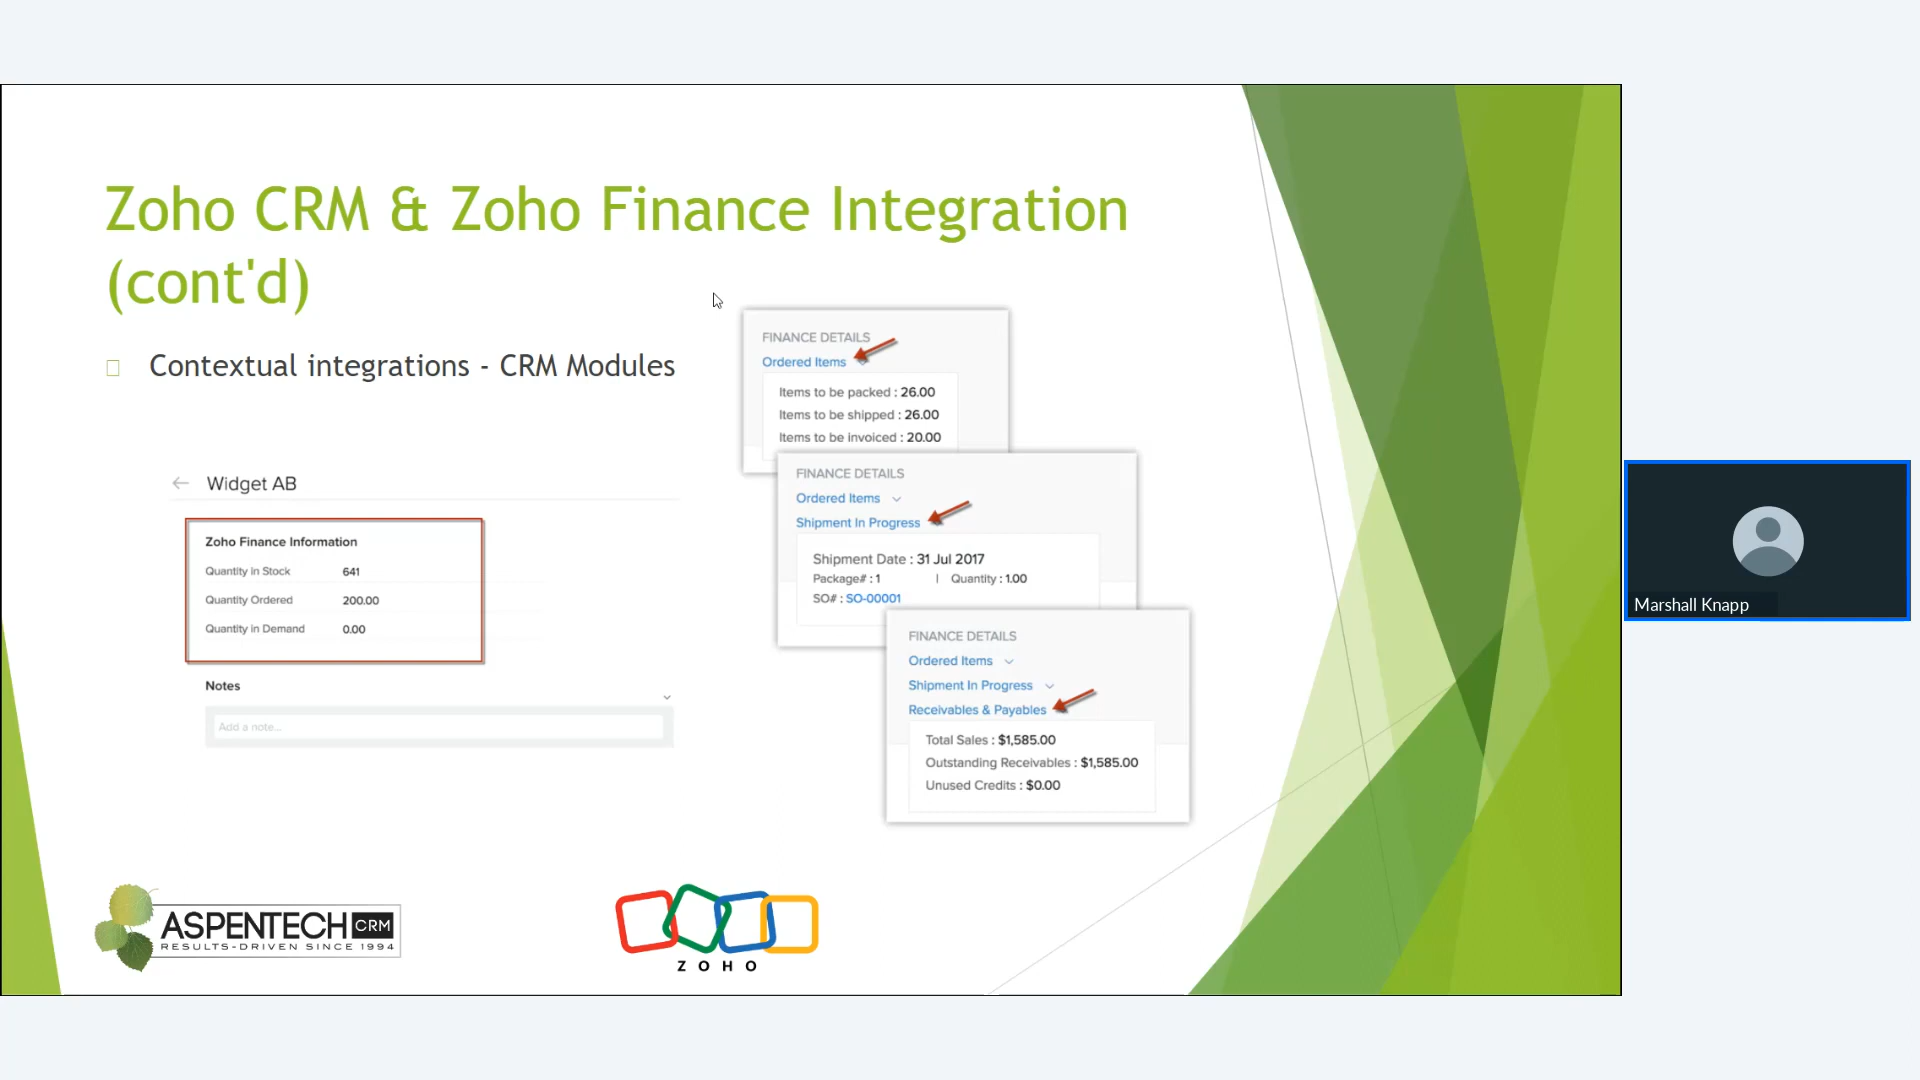 Zoho CRM & Zoho Finance Integration
(cont'd)
Contextual integrations - CRM Modules
Widget AB
Zoho Finance Information
Quantity in Stock 641
Quantity Ordered 200.00
Quantity in Demand 0.00
Notes
Add a note...
FINANCE DETAILS
Ordered Items
Items to be packed : 26.00
Items to be shipped : 26.00
Items to be invoiced : 20.00
FINANCE DETAILS
Ordered Items
Shipment In Progress
Shipment Date : 31 Jul 2017
Package# : 1 | Quantity : 1.00
SO# : SO-00001
FINANCE DETAILS
Ordered Items
Shipment In Progress
Receivables & Payables
Total Sales : $1,585.00
Outstanding Receivables : $1,585.00
Unused Credits : $0.00
ASPENTECH CRM
RESULTS-DRIVEN SINCE 1994
ZOHO
Marshall Knapp